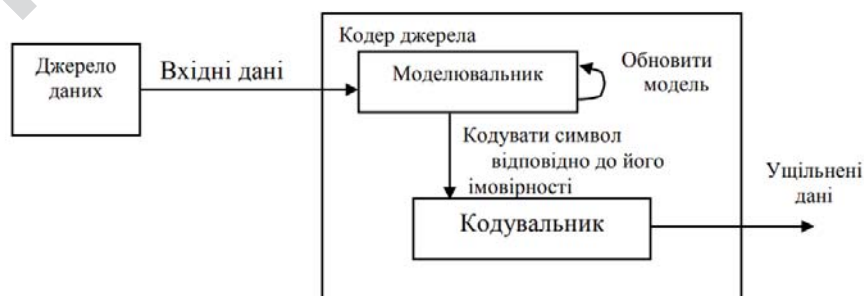 Кодер джерела
Джерело
даних
Вхідні дані
Моделювальник
Обновити
модель
Кодувати символ
відповідно до його
імовірності
Кодувальник
Ущільнені
дані